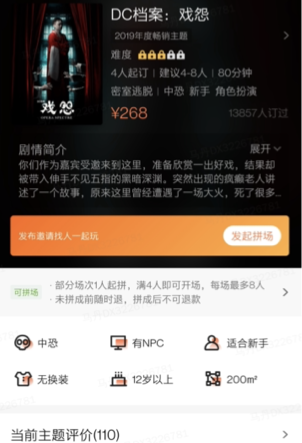 DC档案：戏怨
2019年度畅销主题
难度
4人起订 | 建议4-8人 | 80分钟
密室逃脱 | 中恐 新手 角色扮演
¥268
13857人订过
戏怨
剧情简介
展开
你们作为嘉宾受邀来到这里，准备欣赏一出好戏，结果却
被带入伸手不见五指的黑暗深渊。突然出现的疯癫老人讲
述了一个故事，原来这里曾经遭遇了一场大火，死了很多..
发布邀请找人一起玩
发起拼场
可拼场
· 部分场次1人起拼，满4人即可开场，每场最多8人
· 未拼成前随时退，拼成后不可退款
中恐
有NPC
适合新手
无换装
12岁以上
200m²
当前主题评价(110)